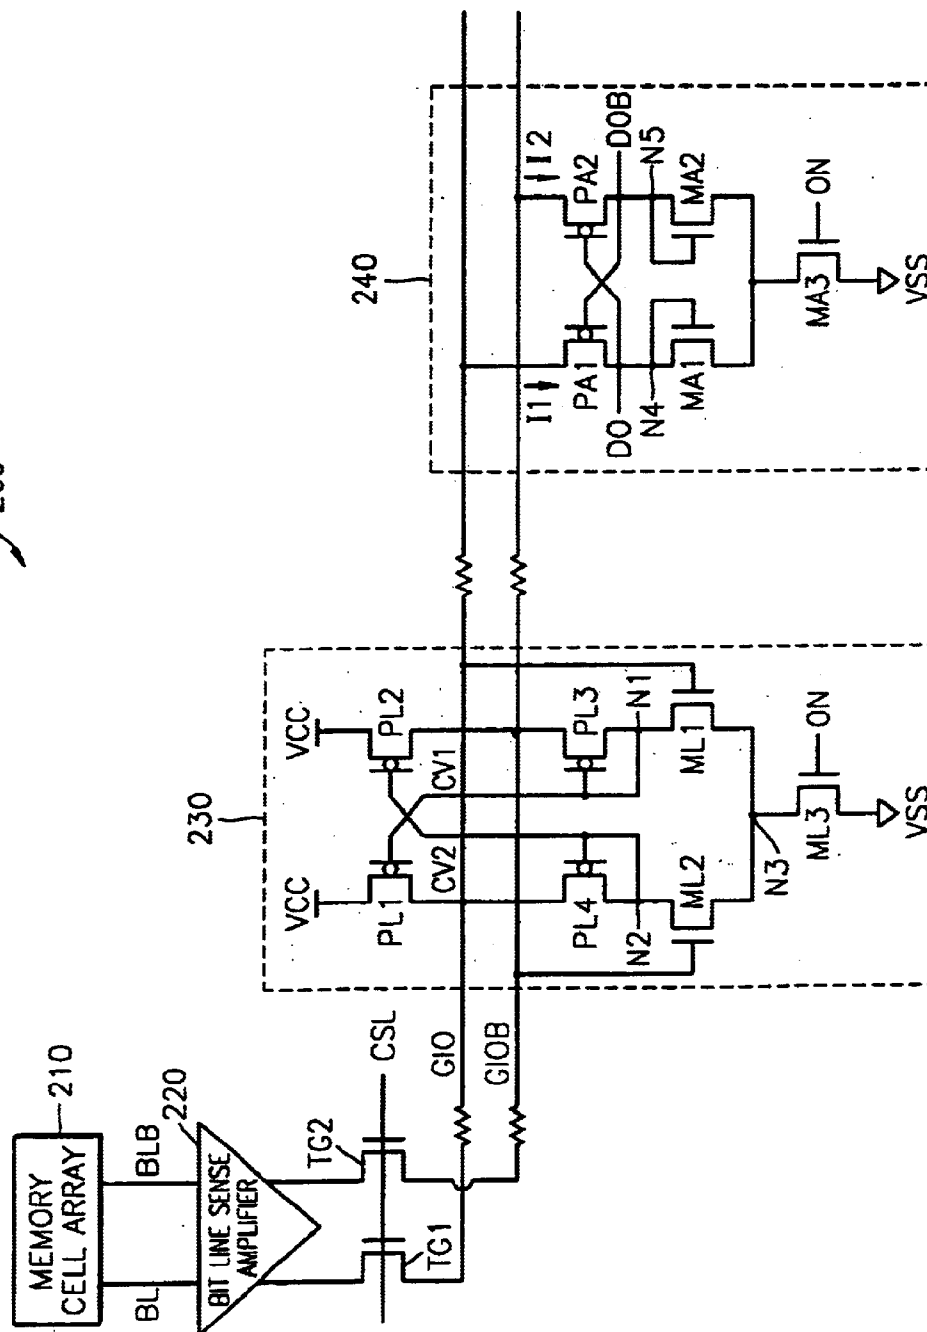 MEMORY
CELL ARRAY
210
BL
BLB
BIT LINE SENSE
AMPLIFIER
220
TG1
TG2
CSL
GIO
GIOB
230
VCC
VCC
PL1
PL2
CV2
CV1
PL4
PL3
N2
N1
ML2
ML1
N3
ML3
ON
VSS
240
I1
I2
PA1
PA2
DO
DOB
N4
N5
MA1
MA2
MA3
ON
VSS